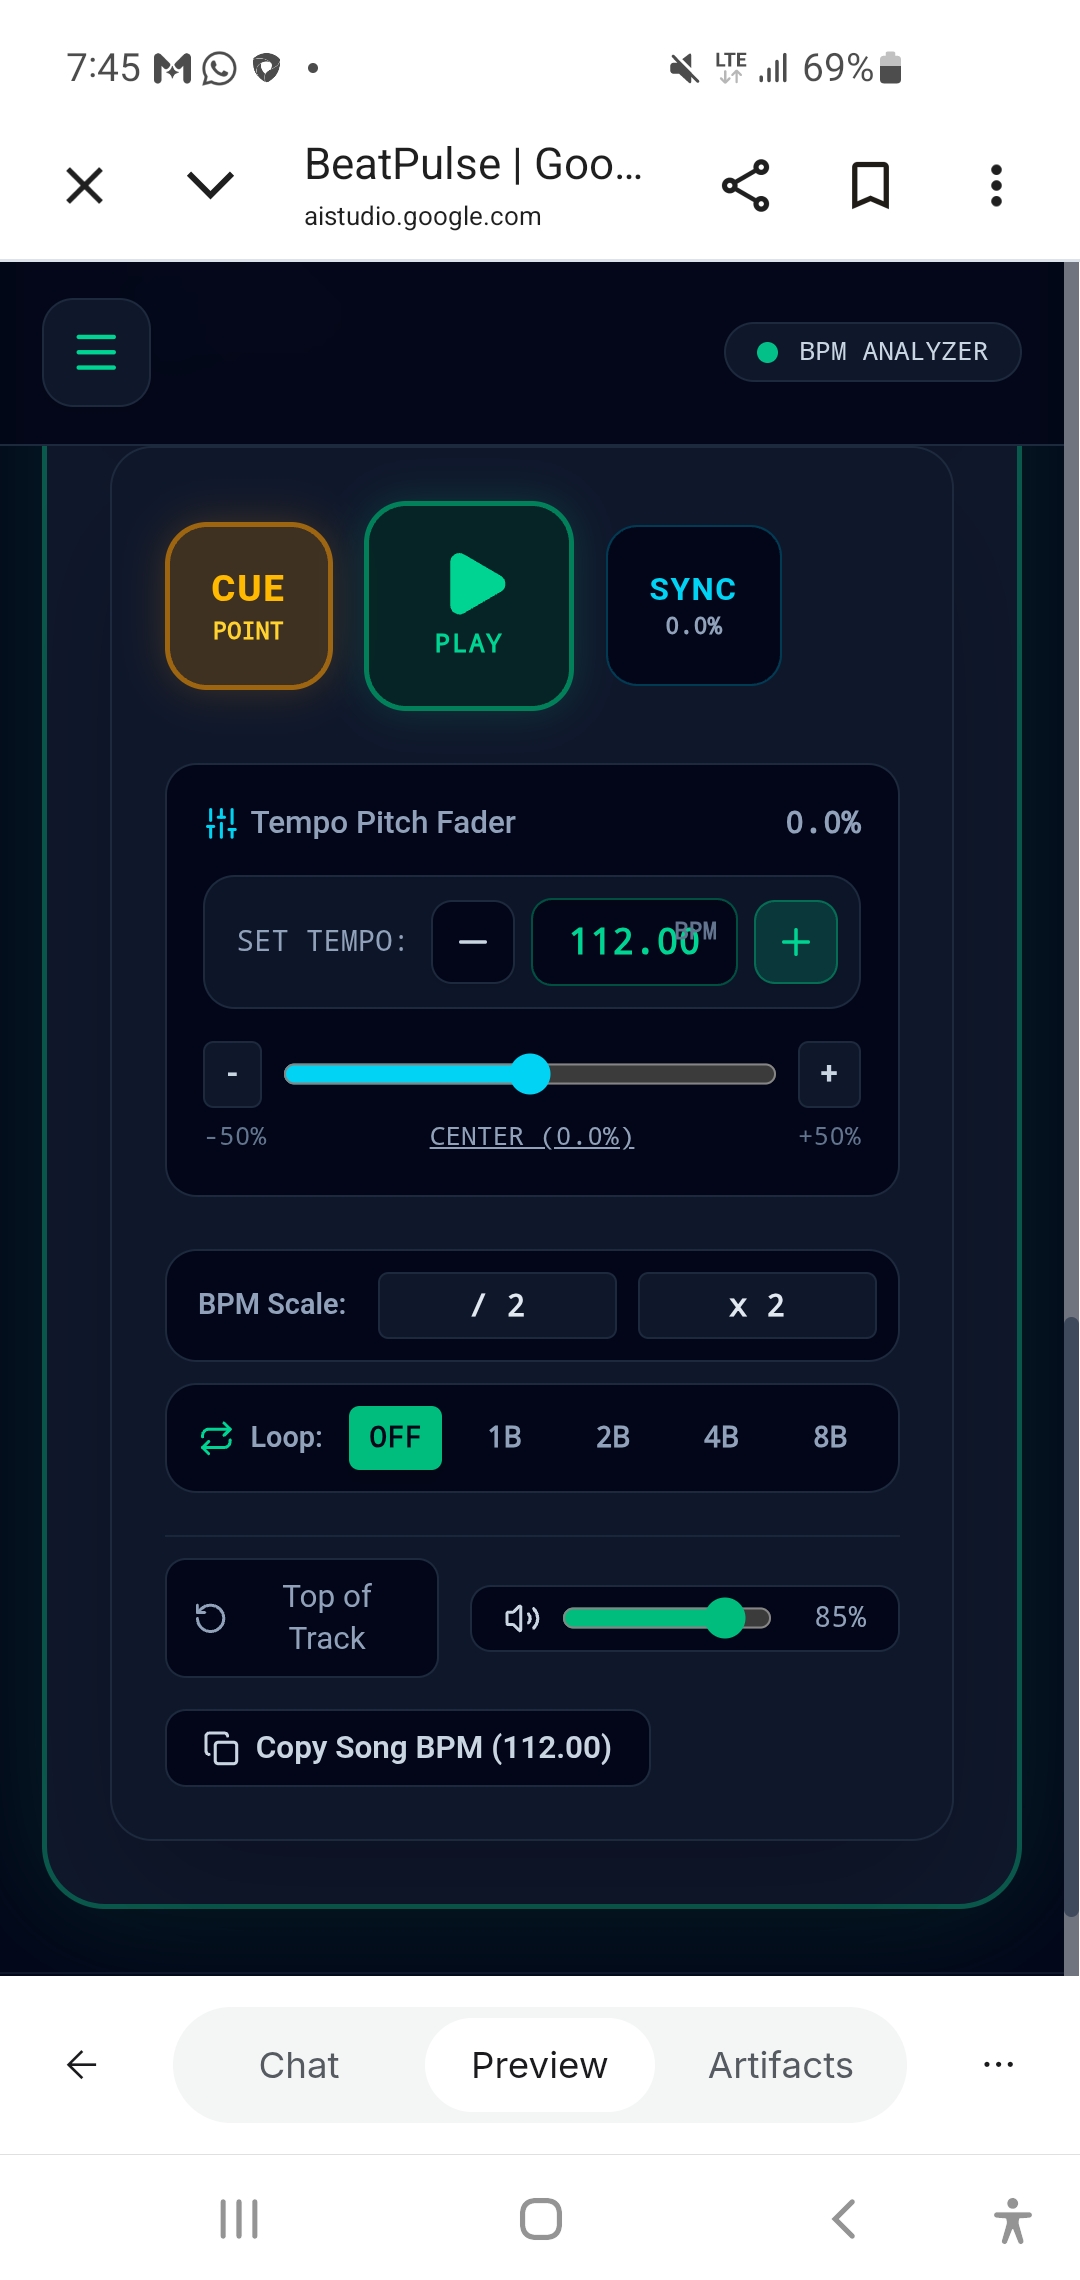 7:45
LTE
69%
BeatPulse | Goo...
aistudio.google.com
BPM ANALYZER
CUE
POINT
PLAY
SYNC
0.0%
Tempo Pitch Fader
0.0%
SET TEMPO:
−
112.00
BPM
+
-
+
-50%
CENTER (0.0%)
+50%
BPM Scale:
/ 2
x 2
Loop:
OFF
1B
2B
4B
8B
Top of
Track
85%
Copy Song BPM (112.00)
Chat
Preview
Artifacts